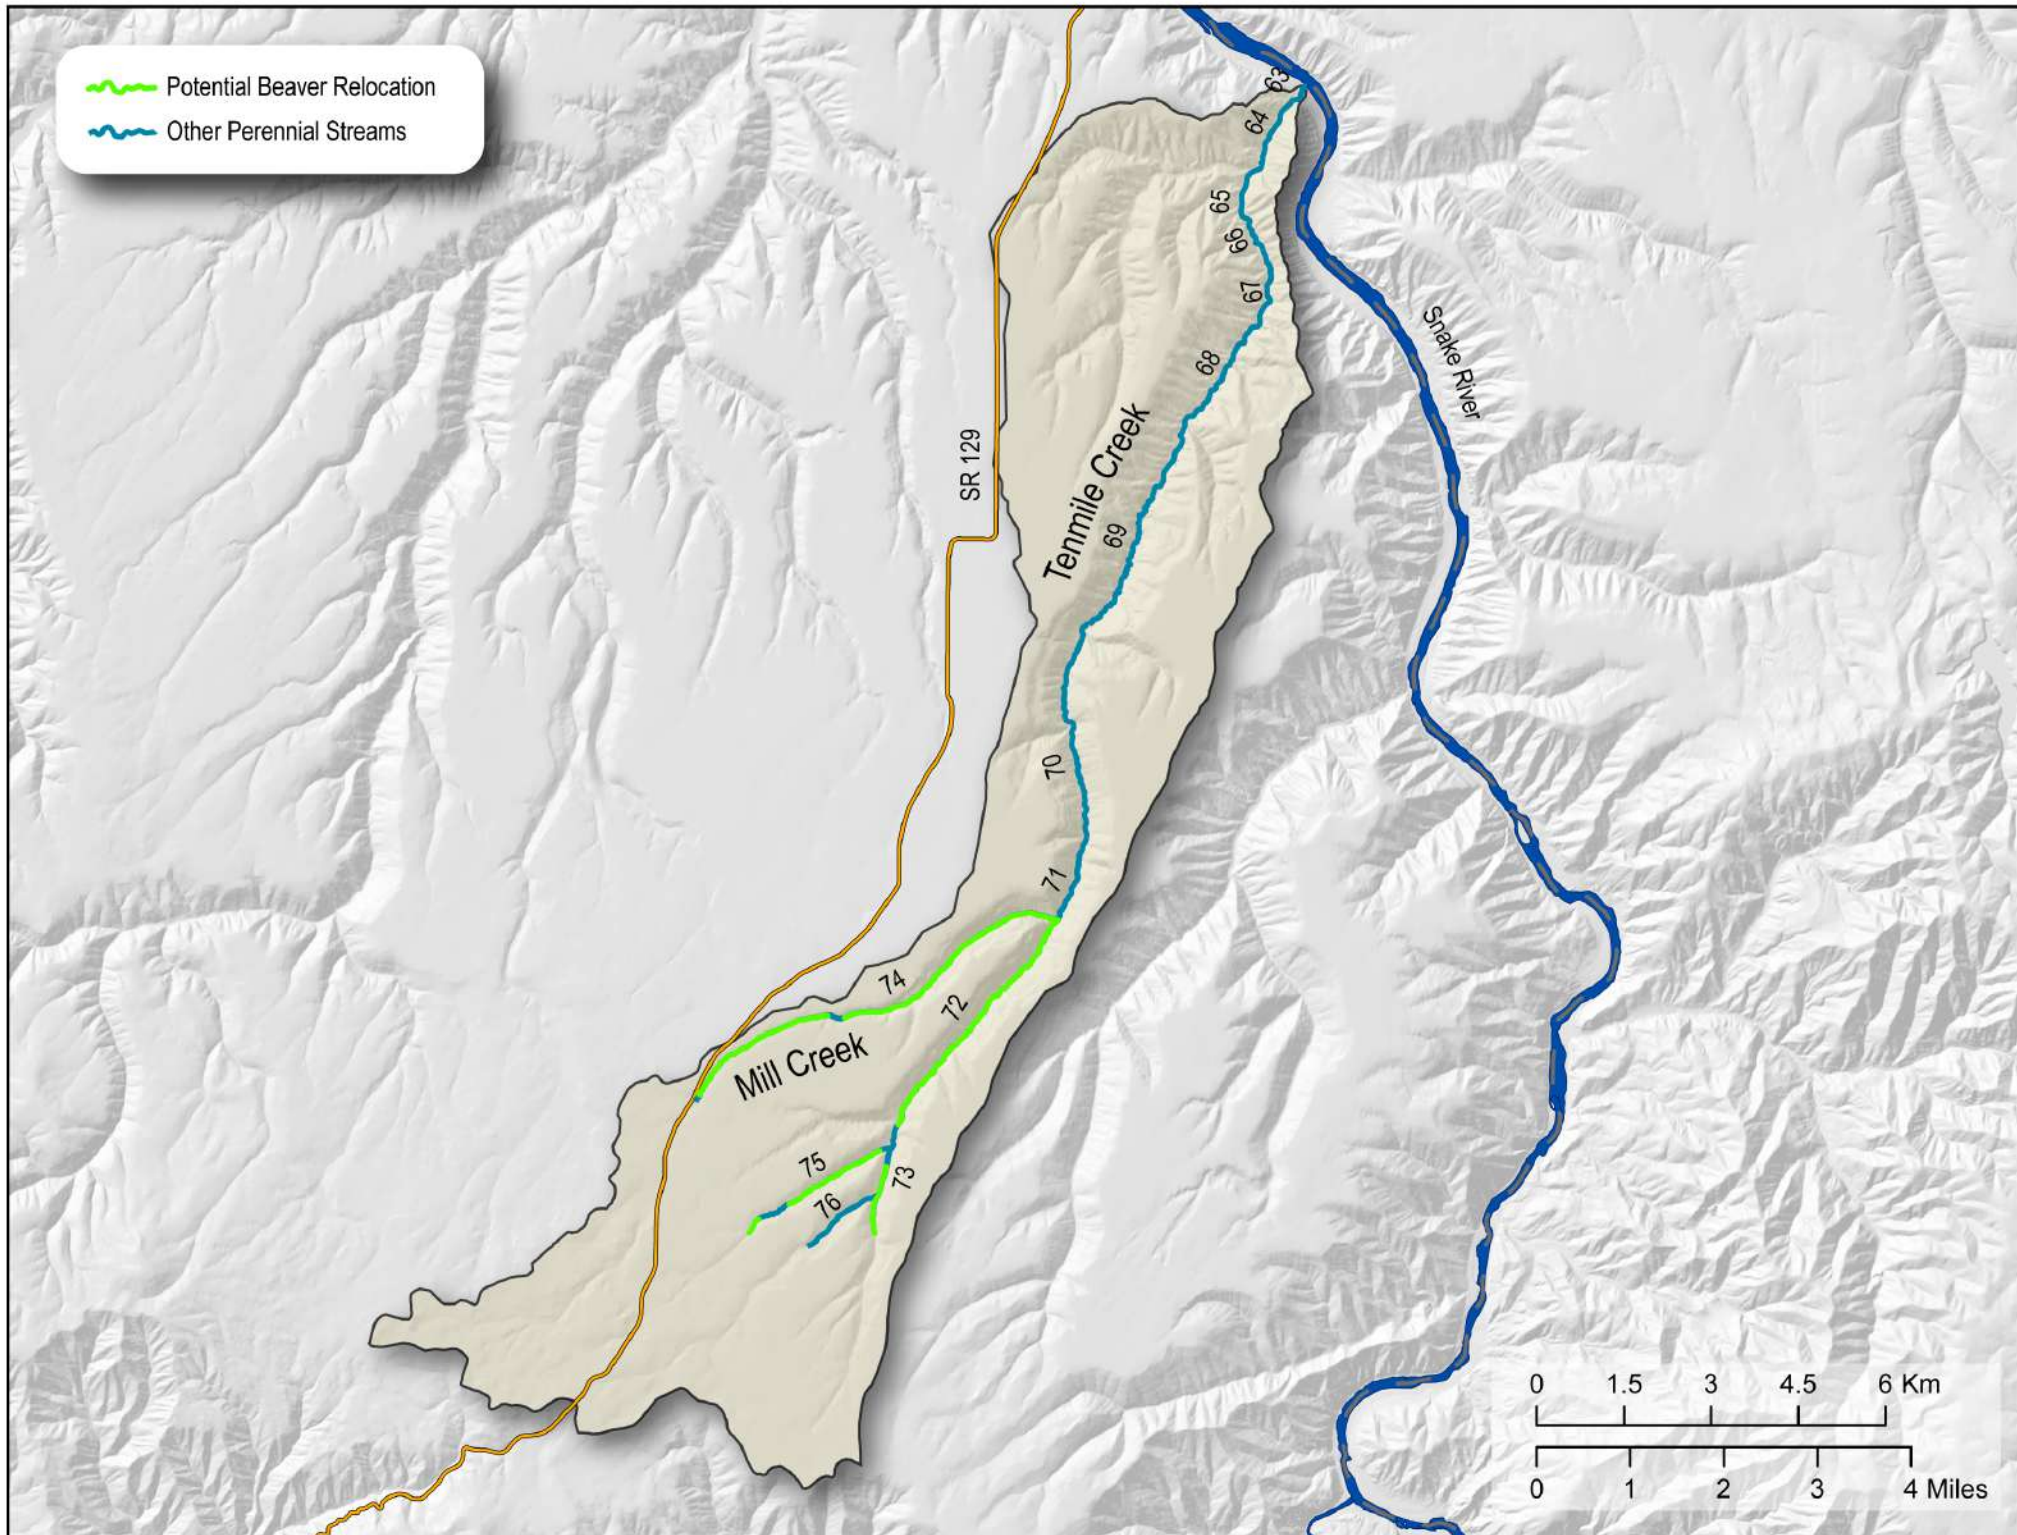 Potential Beaver Relocation
Other Perennial Streams
63
64
65
66
67
Snake River
68
Tenmile Creek
SR 129
69
70
71
74
72
Mill Creek
75
73
76
0 1.5 3 4.5 6 Km
0 1 2 3 4 Miles